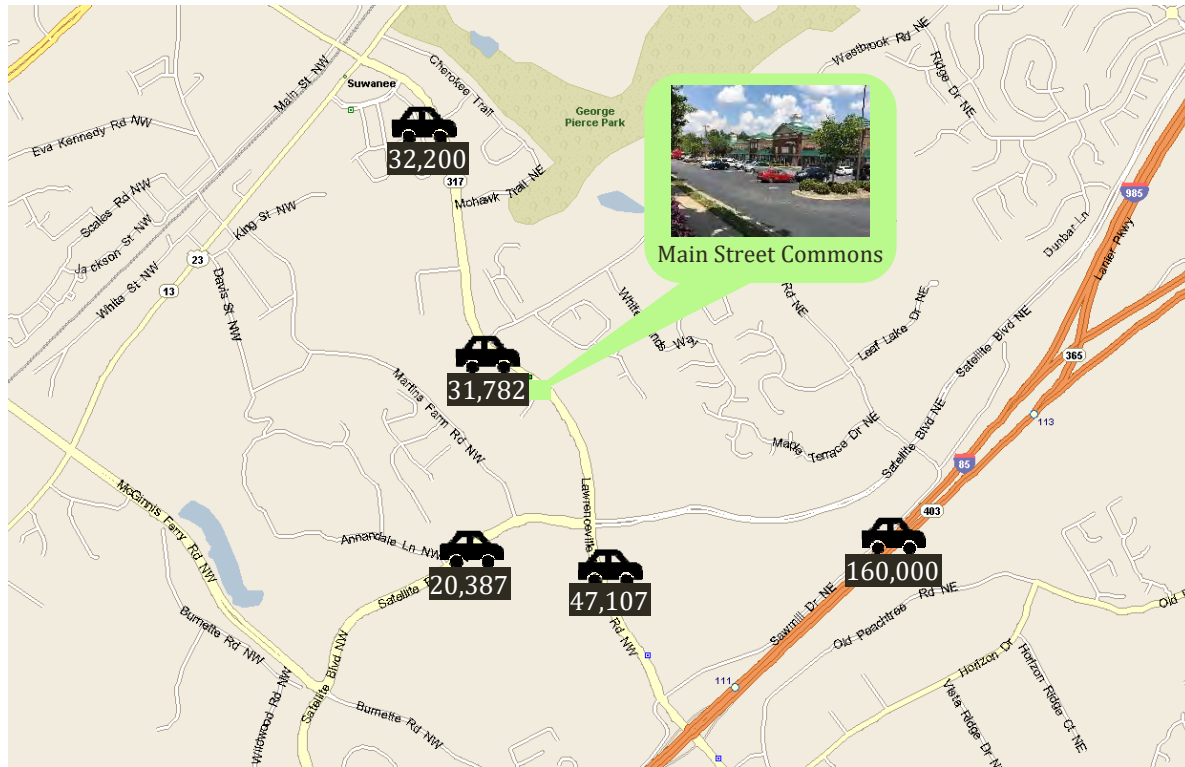 Westbrook Rd NE
Ridge Dr NE
Cherokee Trail
Main St NW
Suwanee
George
Pierce Park
Eva Kennedy Rd NW
32,200
317
Mohawk Trail NE
985
Scales Rd NW
King St NW
Dunbar Ln
Lanier Pkwy
Jackson St NW
23
Main Street Commons
White St NW
13
Davis St NW
Rd NE
Leaf Lake Dr NE
Satellite Blvd NE
365
31,782
Martins Farm Rd NW
113
Maple Terrace Dr NE
Satellite Blvd NE
85
McGinnis Ferry Rd NW
Lawrenceville
403
Annandale Ln NW
20,387
47,107
160,000
Satellite
Sawmill Dr NE
Old Peachtree Rd NE
Old
Burnette Rd NW
Rd NW
Horizon Dr
111
Horizon Ridge Ct NE
Vista Ridge Dr N
Wildwood Rd NW
Satellite Blvd NW
Burnette Rd NW